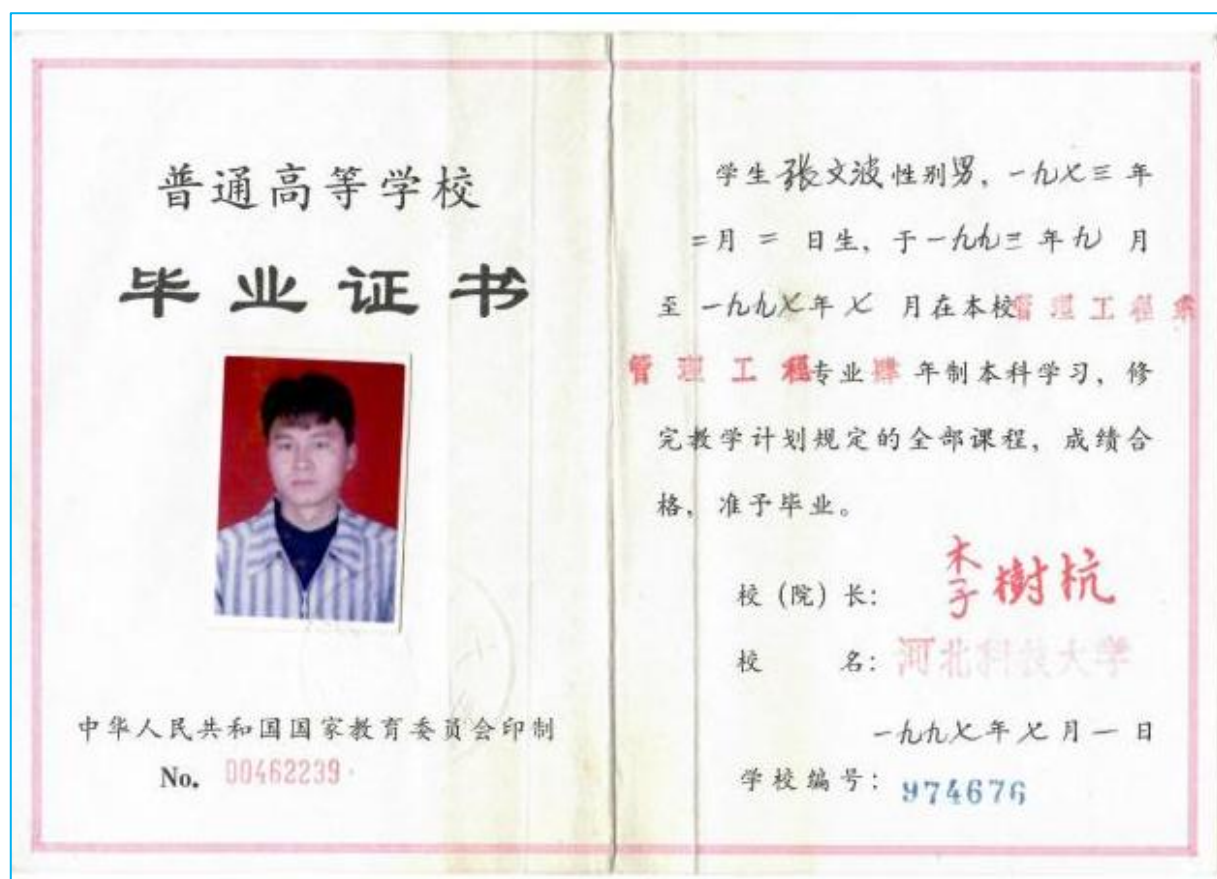 普通高等学校
毕业证书
中华人民共和国国家教育委员会印制
No. 00462239
学生张文波性别男，一九七三年
二月二日生，于一九九三年九月
至一九九七年七月在本校管理工程系
管理工程专业肆年制本科学习，修
完教学计划规定的全部课程，成绩合
格，准予毕业。
校（院）长：李樹杭
校名：河北科技大学
一九九七年七月一日
学校编号：974676